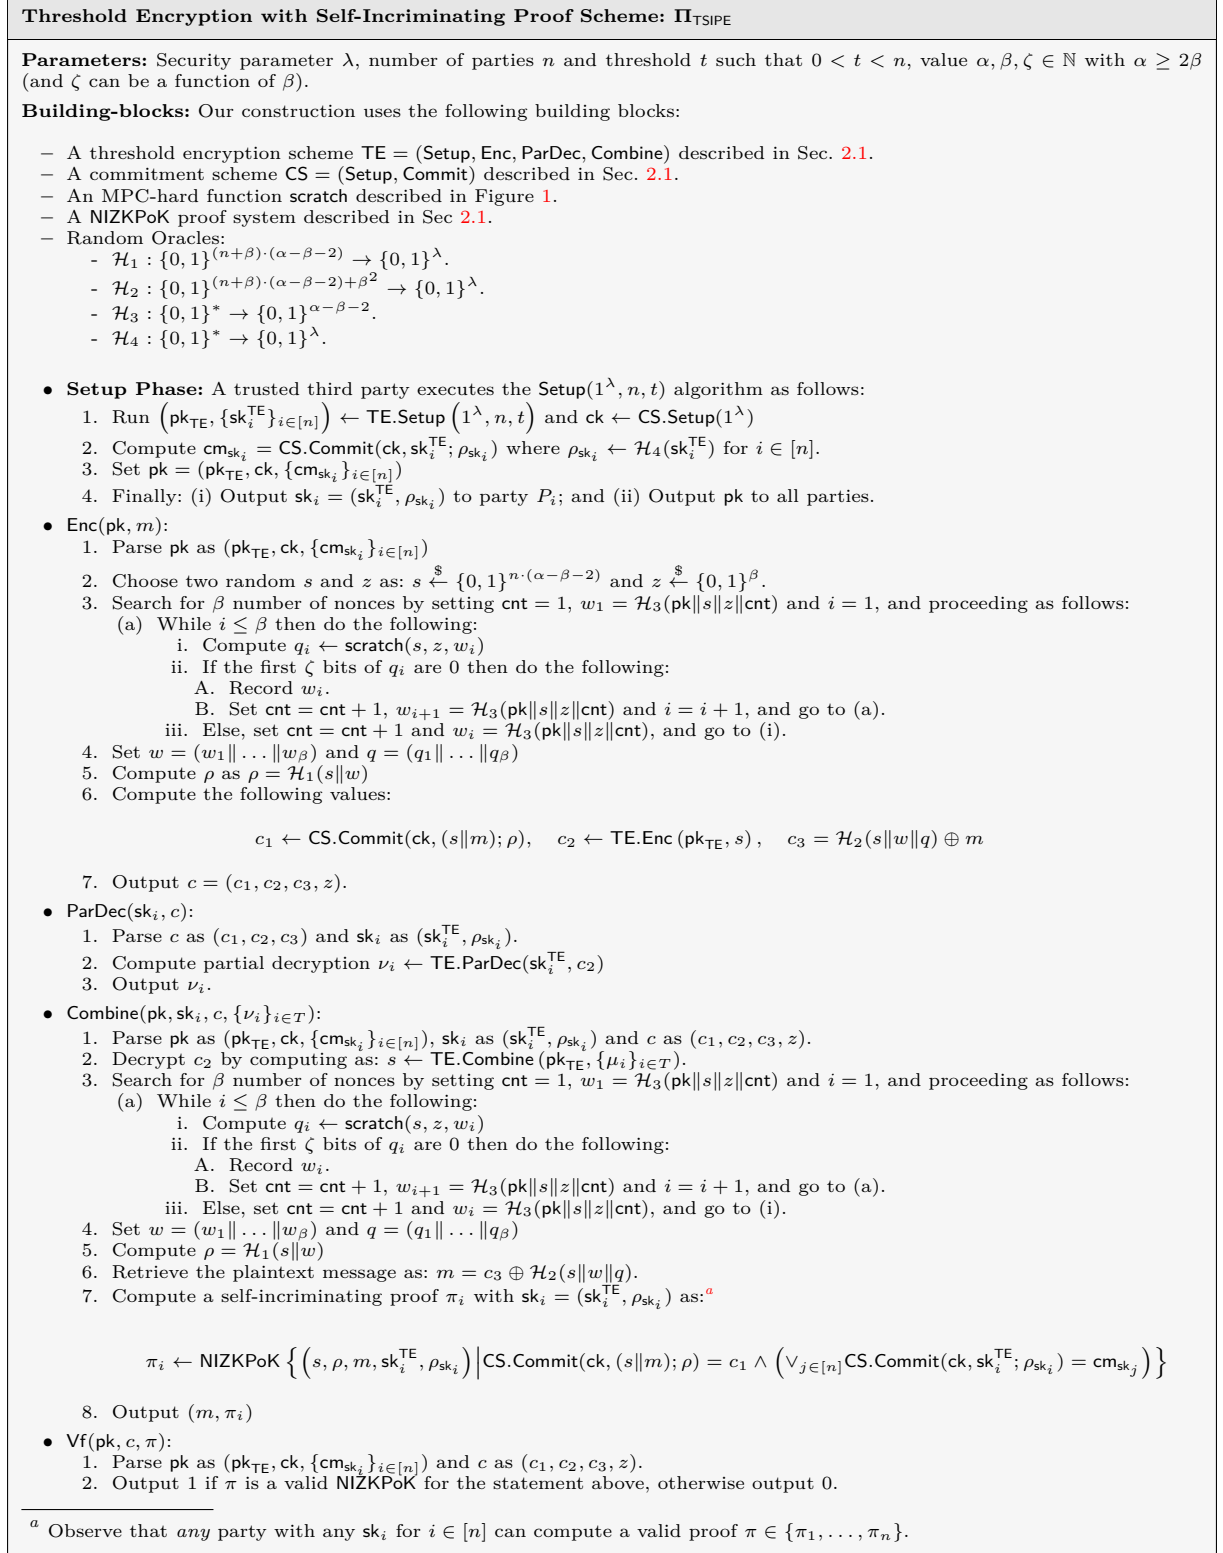 Threshold Encryption with Self-Incriminating Proof Scheme: Π_TSIPE
Parameters: Security parameter λ, number of parties n and threshold t such that 0 < t < n, value α, β, ζ ∈ ℕ with α ≥ 2β
(and ζ can be a function of β).
Building-blocks: Our construction uses the following building blocks:
– A threshold encryption scheme TE = (Setup, Enc, ParDec, Combine) described in Sec. 2.1.
– A commitment scheme CS = (Setup, Commit) described in Sec. 2.1.
– An MPC-hard function scratch described in Figure 1.
– A NIZKPoK proof system described in Sec 2.1.
– Random Oracles:
- ℋ_1 : {0, 1}^{(n+β)·(α−β−2)} → {0, 1}^λ.
- ℋ_2 : {0, 1}^{(n+β)·(α−β−2)+β^2} → {0, 1}^λ.
- ℋ_3 : {0, 1}^* → {0, 1}^{α−β−2}.
- ℋ_4 : {0, 1}^* → {0, 1}^λ.
• Setup Phase: A trusted third party executes the Setup(1^λ, n, t) algorithm as follows:
1. Run (pk_TE, {sk_i^TE}_{i∈[n]}) ← TE.Setup (1^λ, n, t) and ck ← CS.Setup(1^λ)
2. Compute cm_{sk_i} = CS.Commit(ck, sk_i^TE; ρ_{sk_i}) where ρ_{sk_i} ← ℋ_4(sk_i^TE) for i ∈ [n].
3. Set pk = (pk_TE, ck, {cm_{sk_i}}_{i∈[n]})
4. Finally: (i) Output sk_i = (sk_i^TE, ρ_{sk_i}) to party P_i; and (ii) Output pk to all parties.
• Enc(pk, m):
1. Parse pk as (pk_TE, ck, {cm_{sk_i}}_{i∈[n]})
2. Choose two random s and z as: s ←$ {0, 1}^{n·(α−β−2)} and z ←$ {0, 1}^β.
3. Search for β number of nonces by setting cnt = 1, w_1 = ℋ_3(pk‖s‖z‖cnt) and i = 1, and proceeding as follows:
(a) While i ≤ β then do the following:
i. Compute q_i ← scratch(s, z, w_i)
ii. If the first ζ bits of q_i are 0 then do the following:
A. Record w_i.
B. Set cnt = cnt + 1, w_{i+1} = ℋ_3(pk‖s‖z‖cnt) and i = i + 1, and go to (a).
iii. Else, set cnt = cnt + 1 and w_i = ℋ_3(pk‖s‖z‖cnt), and go to (i).
4. Set w = (w_1‖ . . . ‖w_β) and q = (q_1‖ . . . ‖q_β)
5. Compute ρ as ρ = ℋ_1(s‖w)
6. Compute the following values:
c_1 ← CS.Commit(ck, (s‖m); ρ), c_2 ← TE.Enc (pk_TE, s) , c_3 = ℋ_2(s‖w‖q) ⊕ m
7. Output c = (c_1, c_2, c_3, z).
• ParDec(sk_i, c):
1. Parse c as (c_1, c_2, c_3) and sk_i as (sk_i^TE, ρ_{sk_i}).
2. Compute partial decryption ν_i ← TE.ParDec(sk_i^TE, c_2)
3. Output ν_i.
• Combine(pk, sk_i, c, {ν_i}_{i∈T}):
1. Parse pk as (pk_TE, ck, {cm_{sk_i}}_{i∈[n]}), sk_i as (sk_i^TE, ρ_{sk_i}) and c as (c_1, c_2, c_3, z).
2. Decrypt c_2 by computing as: s ← TE.Combine (pk_TE, {μ_i}_{i∈T}).
3. Search for β number of nonces by setting cnt = 1, w_1 = ℋ_3(pk‖s‖z‖cnt) and i = 1, and proceeding as follows:
(a) While i ≤ β then do the following:
i. Compute q_i ← scratch(s, z, w_i)
ii. If the first ζ bits of q_i are 0 then do the following:
A. Record w_i.
B. Set cnt = cnt + 1, w_{i+1} = ℋ_3(pk‖s‖z‖cnt) and i = i + 1, and go to (a).
iii. Else, set cnt = cnt + 1 and w_i = ℋ_3(pk‖s‖z‖cnt), and go to (i).
4. Set w = (w_1‖ . . . ‖w_β) and q = (q_1‖ . . . ‖q_β)
5. Compute ρ = ℋ_1(s‖w)
6. Retrieve the plaintext message as: m = c_3 ⊕ ℋ_2(s‖w‖q).
7. Compute a self-incriminating proof π_i with sk_i = (sk_i^TE, ρ_{sk_i}) as:^a
π_i ← NIZKPoK {(s, ρ, m, sk_i^TE, ρ_{sk_i}) | CS.Commit(ck, (s‖m); ρ) = c_1 ∧ (∨_{j∈[n]} CS.Commit(ck, sk_i^TE; ρ_{sk_i}) = cm_{sk_j})}
8. Output (m, π_i)
• Vf(pk, c, π):
1. Parse pk as (pk_TE, ck, {cm_{sk_i}}_{i∈[n]}) and c as (c_1, c_2, c_3, z).
2. Output 1 if π is a valid NIZKPoK for the statement above, otherwise output 0.
^a Observe that any party with any sk_i for i ∈ [n] can compute a valid proof π ∈ {π_1, . . . , π_n}.